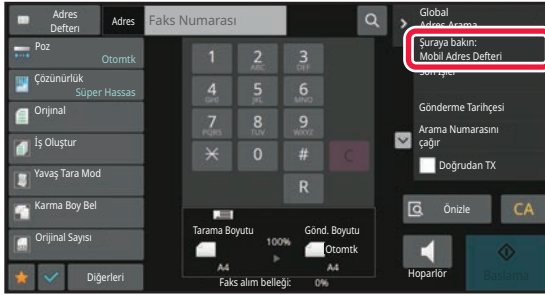 Adres
Defteri
Adres
Faks Numarası
Global
Adres Arama
Şuraya bakın:
Mobil Adres Defteri
Son İşler
Gönderme Tarihçesi
Arama Numarasını
çağır
Doğrudan TX
Poz
Otomtk
Çözünürlük
Süper Hassas
Orijinal
İş Oluştur
Yavaş Tara Mod
Karma Boy Bel
Orijinal Sayısı
Diğerleri
1
2
ABC
3
DEF
4
GHI
5
JKL
6
MNO
7
PQRS
8
TUV
9
WXYZ
0
#
C
R
Tarama Boyutu
100%
Gönd. Boyutu
Otomtk
A4
A4
Faks alım belleği:
0%
Önizle
CA
Hoparlör
Başlama